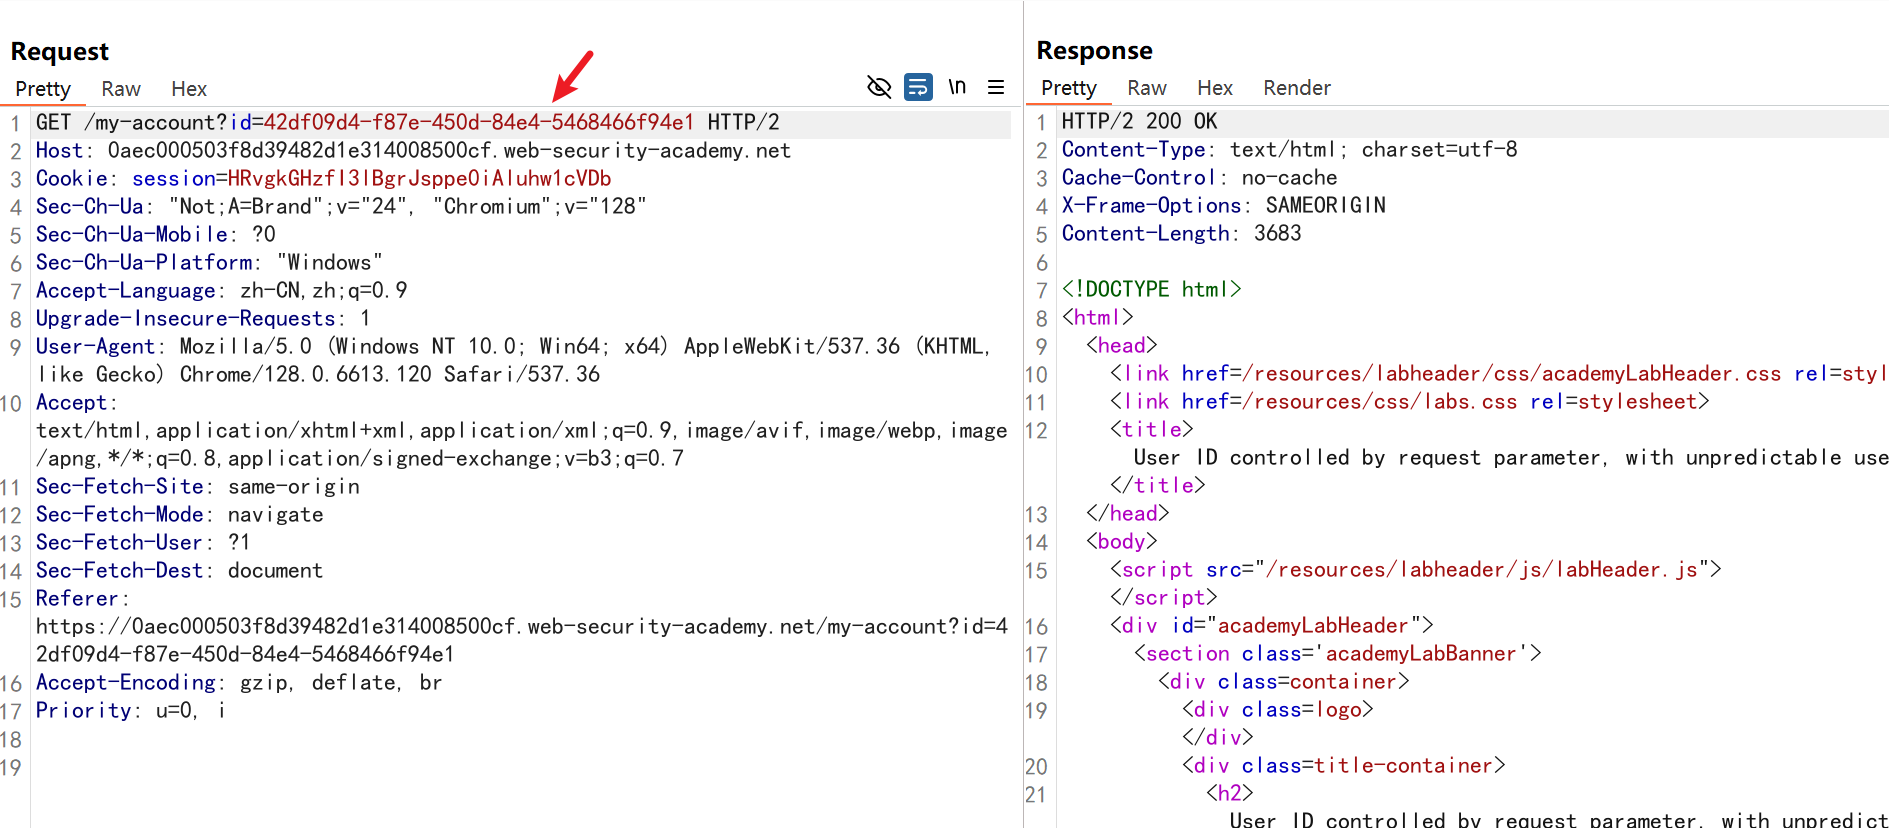 Request
Pretty Raw Hex \n
1 GET /my-account?id=42df09d4-f87e-450d-84e4-5468466f94e1 HTTP/2
2 Host: 0aec000503f8d39482d1e314008500cf.web-security-academy.net
3 Cookie: session=HRvgkGHzfI3lBgrJsppe0iAluhw1cVDb
4 Sec-Ch-Ua: "Not;A=Brand";v="24", "Chromium";v="128"
5 Sec-Ch-Ua-Mobile: ?0
6 Sec-Ch-Ua-Platform: "Windows"
7 Accept-Language: zh-CN,zh;q=0.9
8 Upgrade-Insecure-Requests: 1
9 User-Agent: Mozilla/5.0 (Windows NT 10.0; Win64; x64) AppleWebKit/537.36 (KHTML,
like Gecko) Chrome/128.0.6613.120 Safari/537.36
10 Accept:
text/html,application/xhtml+xml,application/xml;q=0.9,image/avif,image/webp,image
/apng,*/*;q=0.8,application/signed-exchange;v=b3;q=0.7
11 Sec-Fetch-Site: same-origin
12 Sec-Fetch-Mode: navigate
13 Sec-Fetch-User: ?1
14 Sec-Fetch-Dest: document
15 Referer:
https://0aec000503f8d39482d1e314008500cf.web-security-academy.net/my-account?id=4
2df09d4-f87e-450d-84e4-5468466f94e1
16 Accept-Encoding: gzip, deflate, br
17 Priority: u=0, i
18
19
Response
Pretty Raw Hex Render
1 HTTP/2 200 OK
2 Content-Type: text/html; charset=utf-8
3 Cache-Control: no-cache
4 X-Frame-Options: SAMEORIGIN
5 Content-Length: 3683
6
7 <!DOCTYPE html>
8 <html>
9 <head>
10 <link href=/resources/labheader/css/academyLabHeader.css rel=styl
11 <link href=/resources/css/labs.css rel=stylesheet>
12 <title>
User ID controlled by request parameter, with unpredictable use
</title>
13 </head>
14 <body>
15 <script src="/resources/labheader/js/labHeader.js">
</script>
16 <div id="academyLabHeader">
17 <section class='academyLabBanner'>
18 <div class=container>
19 <div class=logo>
</div>
20 <div class=title-container>
21 <h2>
User ID controlled by request parameter, with unpredict